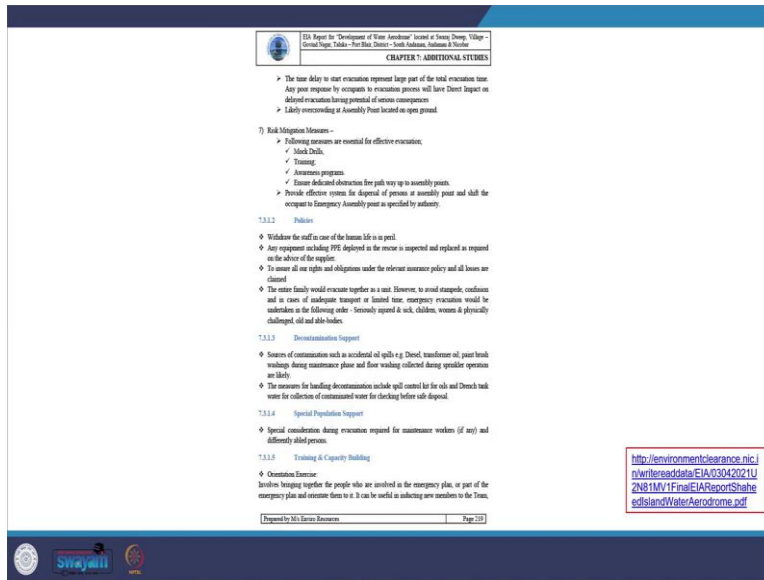 EIA Report for "Development of Water Aerodrome" located at Swaraj Dweep, Village –
Govind Nagar, Taluka – Port Blair, District – South Andaman, Andaman & Nicobar
CHAPTER 7: ADDITIONAL STUDIES
➢ The time delay to start evacuation represent large part of the total evacuation time.
Any poor response by occupants to evacuation process will have Direct Impact on
delayed evacuation having potential of serious consequences
➢ Likely overcrowding at Assembly Point located on open ground.
7) Risk Mitigation Measures –
➢ Following measures are essential for effective evacuation;
✓ Mock Drills,
✓ Training,
✓ Awareness programs.
✓ Ensure dedicated obstruction free path way up to assembly points.
➢ Provide effective system for dispersal of persons at assembly point and shift the
occupant to Emergency Assembly point as specified by authority.
7.3.1.2 Policies
❖ Withdraw the staff in case of the human life is in peril.
❖ Any equipment including PPE deployed in the rescue is inspected and replaced as required
on the advice of the supplier.
❖ To insure all our rights and obligations under the relevant insurance policy and all losses are
claimed
❖ The entire family would evacuate together as a unit. However, to avoid stampede, confusion
and in cases of inadequate transport or limited time, emergency evacuation would be
undertaken in the following order - Seriously injured & sick, children, women & physically
challenged, old and able-bodies.
7.3.1.3 Decontamination Support
❖ Sources of contamination such as accidental oil spills e.g. Diesel, transformer oil, paint brush
washings during maintenance phase and floor washing collected during sprinkler operation
are likely.
❖ The measures for handling decontamination include spill control kit for oils and Drench tank
water for collection of contaminated water for checking before safe disposal.
7.3.1.4 Special Population Support
❖ Special consideration during evacuation required for maintenance workers (if any) and
differently abled persons.
7.3.1.5 Training & Capacity Building
❖ Orientation Exercise:
Involves bringing together the people who are involved in the emergency plan, or part of the
emergency plan and orientate them to it. It can be useful in inducting new members to the Team,
Prepared by M/s Enviro Resources Page 219
http://environmentclearance.nic.i
n/writereaddata/EIA/03042021U
2N81MV1FinalEIAReportShahe
edIslandWaterAerodrome.pdf
swayam